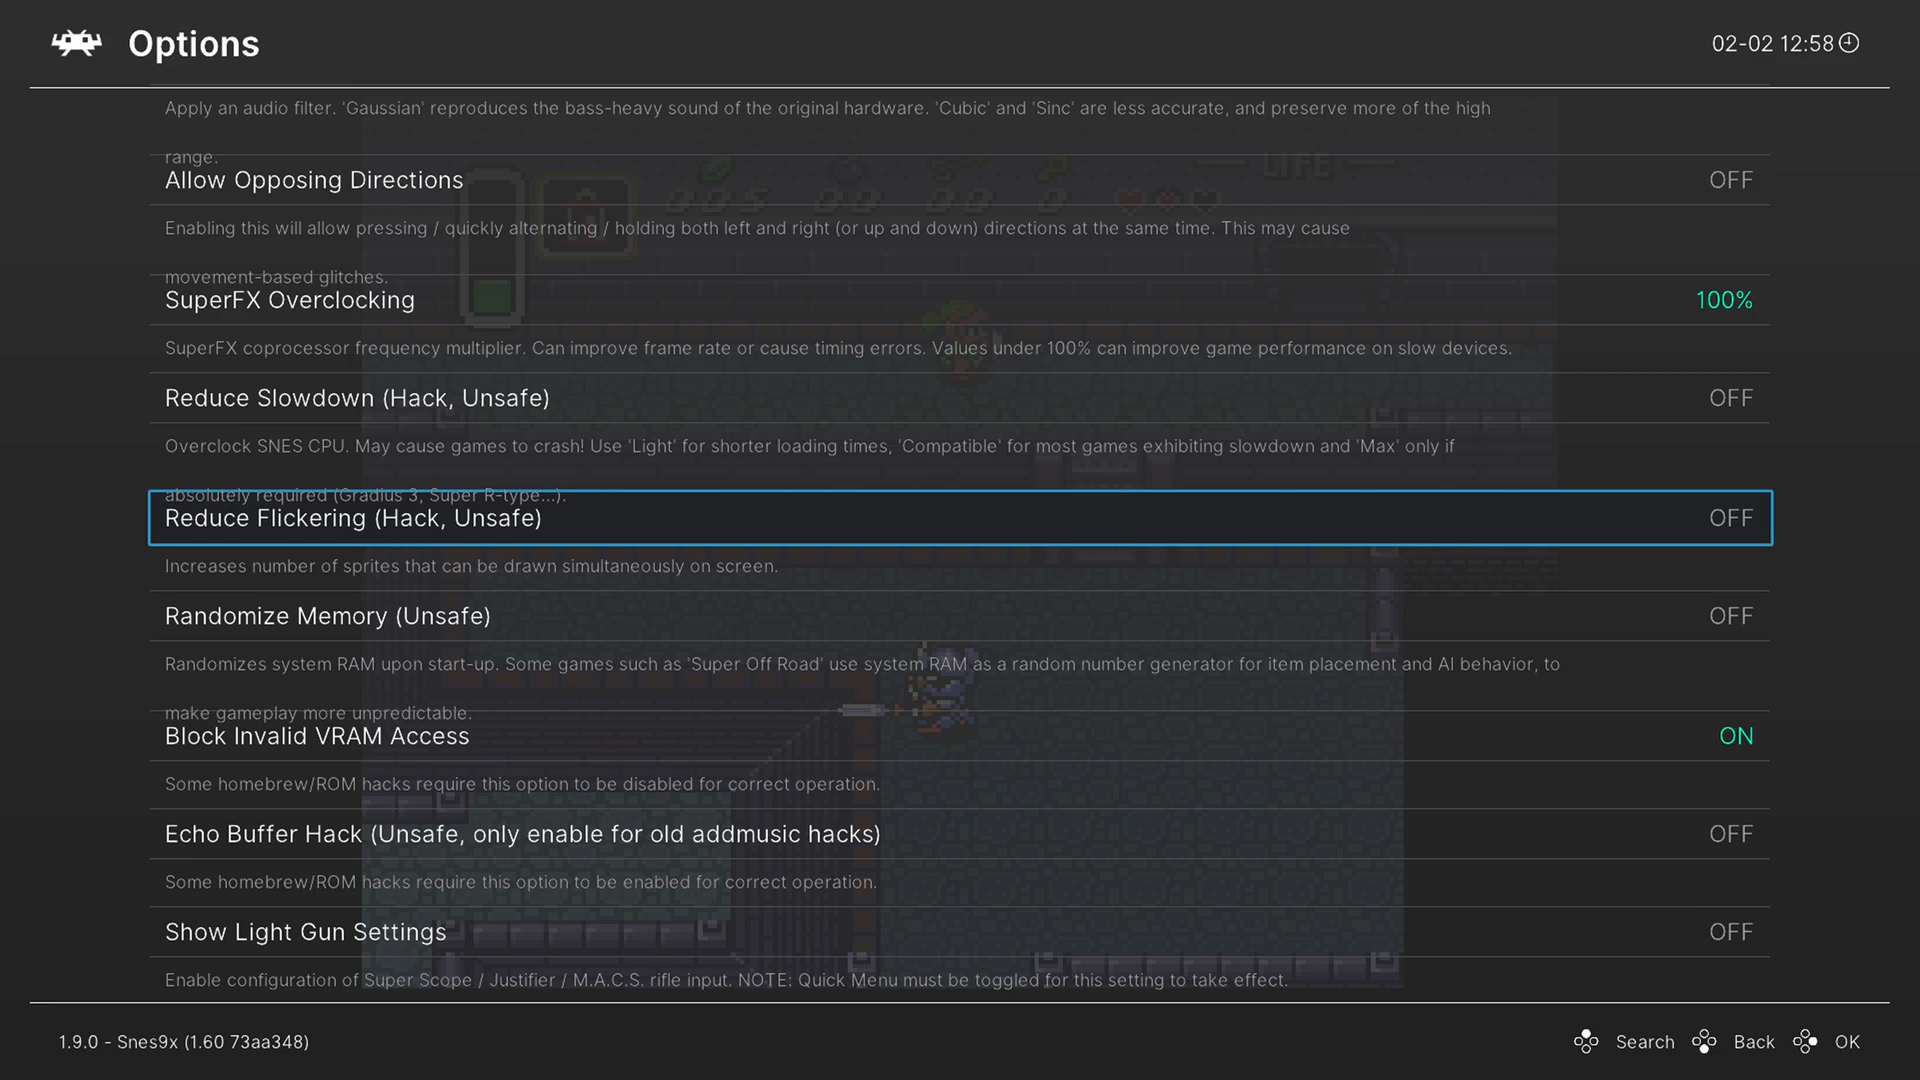 Options
02-02 12:58
Apply an audio filter. 'Gaussian' reproduces the bass-heavy sound of the original hardware. 'Cubic' and 'Sinc' are less accurate, and preserve more of the high
range.
LIFE
Allow Opposing Directions OFF
005 00 00 0
Enabling this will allow pressing / quickly alternating / holding both left and right (or up and down) directions at the same time. This may cause
movement-based glitches.
SuperFX Overclocking 100%
SuperFX coprocessor frequency multiplier. Can improve frame rate or cause timing errors. Values under 100% can improve game performance on slow devices.
Reduce Slowdown (Hack, Unsafe) OFF
Overclock SNES CPU. May cause games to crash! Use 'Light' for shorter loading times, 'Compatible' for most games exhibiting slowdown and 'Max' only if
absolutely required (Gradius 3, Super R-type...).
Reduce Flickering (Hack, Unsafe) OFF
Increases number of sprites that can be drawn simultaneously on screen.
Randomize Memory (Unsafe) OFF
Randomizes system RAM upon start-up. Some games such as 'Super Off Road' use system RAM as a random number generator for item placement and AI behavior, to
make gameplay more unpredictable.
Block Invalid VRAM Access ON
Some homebrew/ROM hacks require this option to be disabled for correct operation.
Echo Buffer Hack (Unsafe, only enable for old addmusic hacks) OFF
Some homebrew/ROM hacks require this option to be enabled for correct operation.
Show Light Gun Settings OFF
Enable configuration of Super Scope / Justifier / M.A.C.S. rifle input. NOTE: Quick Menu must be toggled for this setting to take effect.
1.9.0 - Snes9x (1.60 73aa348)
Search Back OK